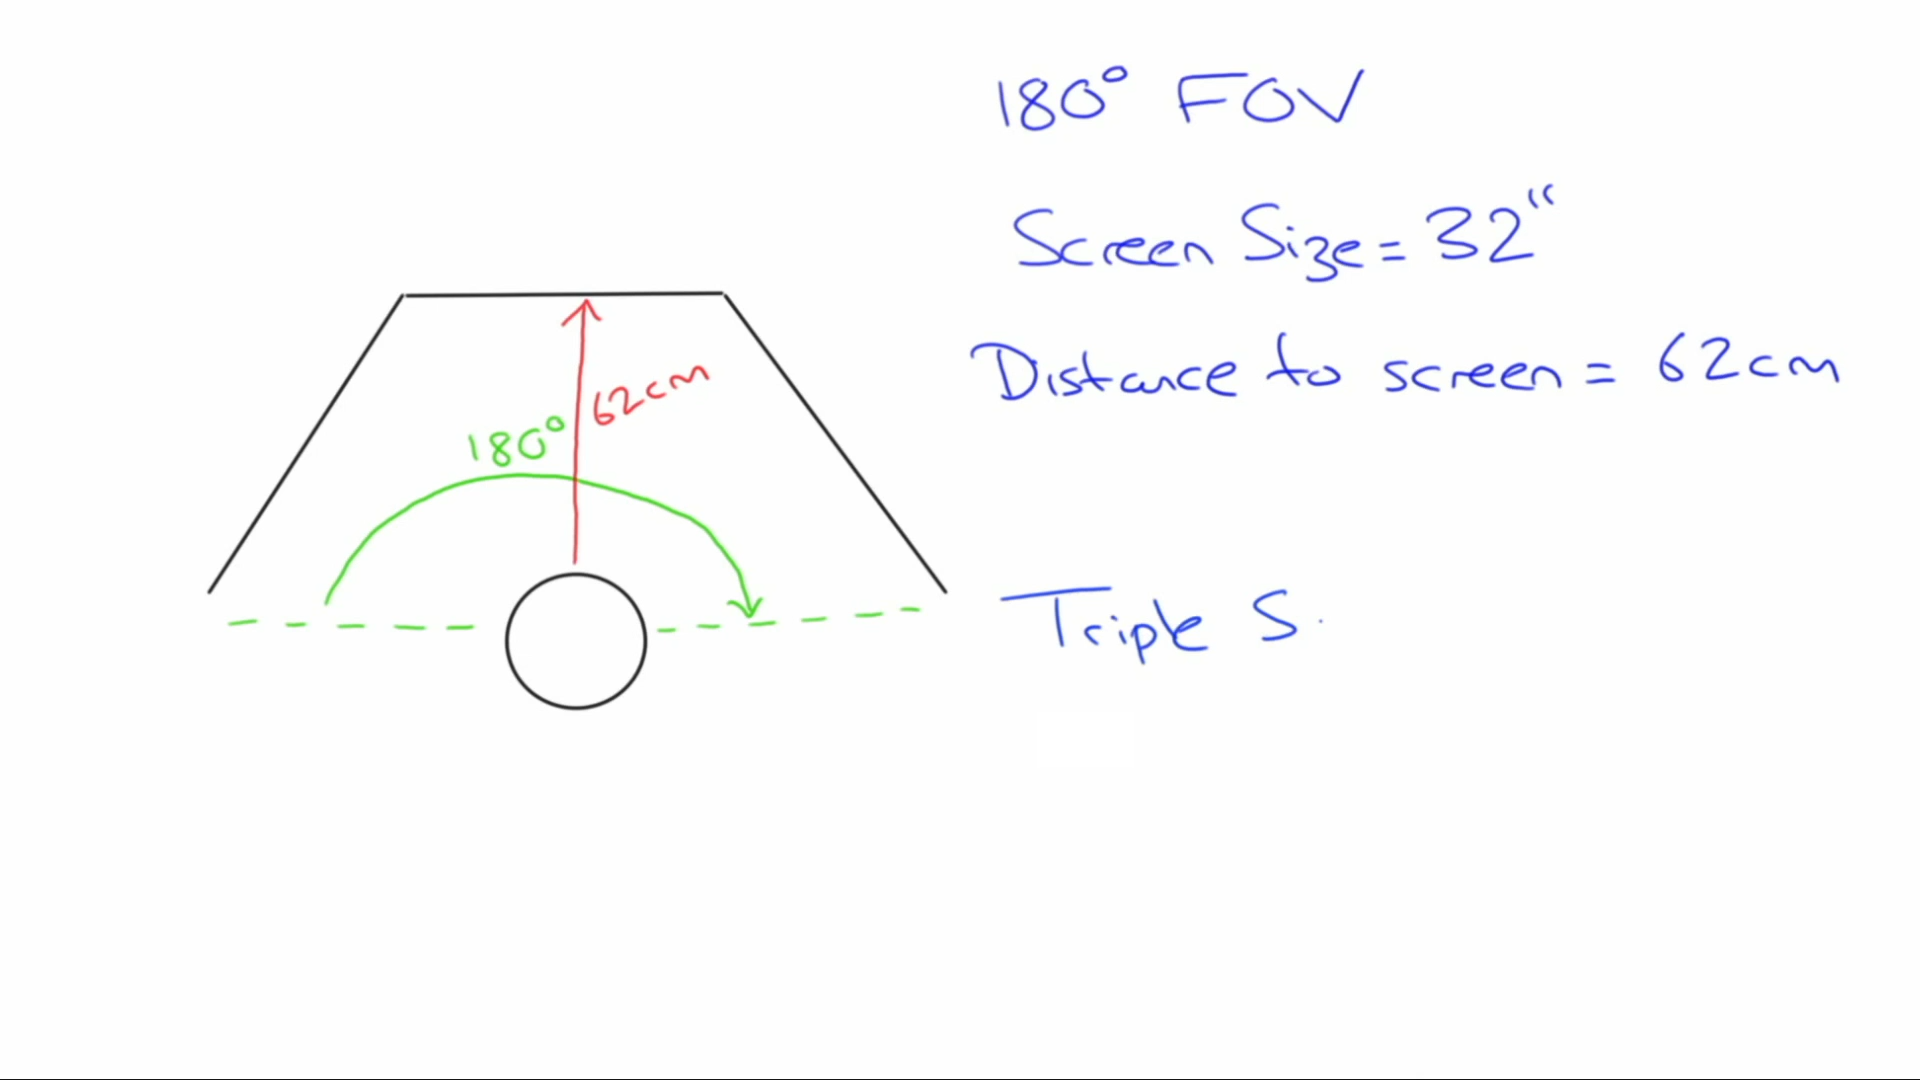 180° FOV
Screen Size = 32"
Distance to screen = 62cm
62cm
180°
Triple S.